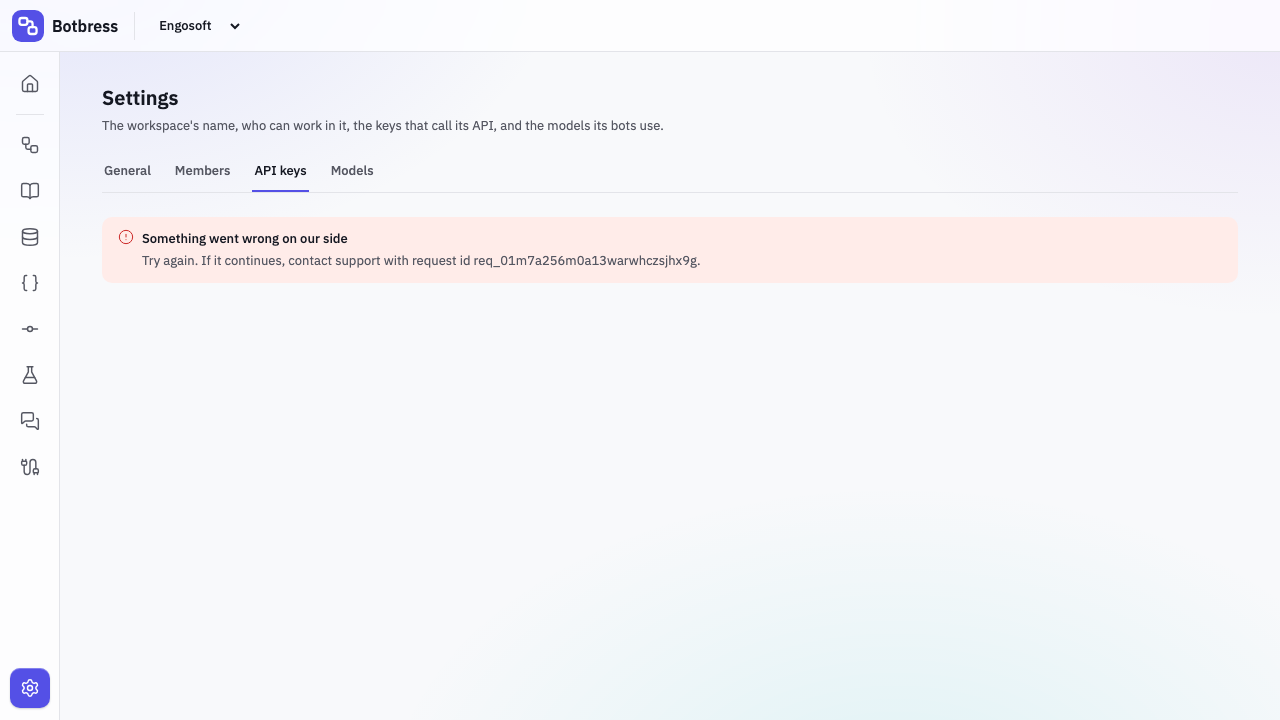 Botbress
Engosoft
Settings
The workspace's name, who can work in it, the keys that call its API, and the models its bots use.
General
Members
API keys
Models
Something went wrong on our side
Try again. If it continues, contact support with request id req_01m7a256m0a13warwhczsjhx9g.